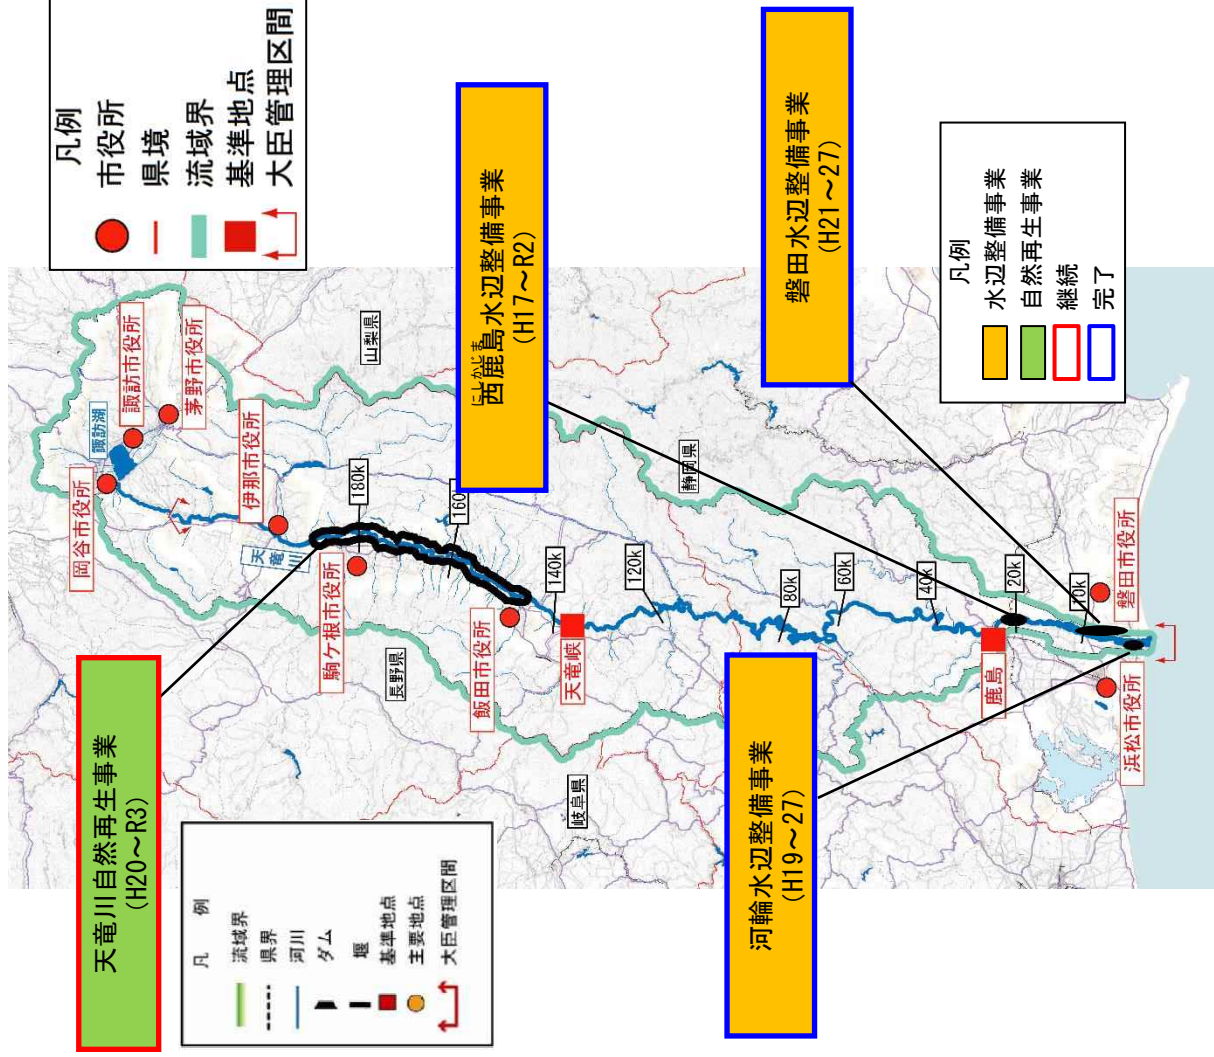 凡例
市役所
県境
流域界
基準地点
大臣管理区間
天竜川自然再生事業
(H20～R3)
にしかじま
西鹿島水辺整備事業
(H17～R2)
磐田水辺整備事業
(H21～27)
河輪水辺整備事業
(H19～27)
凡例
水辺整備事業
自然再生事業
継続
完了
凡　例
流域界
県界
河川
ダム
堰
基準地点
主要地点
大臣管理区間
岡谷市役所
諏訪湖
諏訪市役所
茅野市役所
伊那市役所
天竜川
山梨県
駒ケ根市役所
180k
160
長野県
飯田市役所
140k
天竜峡
120k
静岡県
岐阜県
80k
60k
40k
鹿島
20k
10k
磐田市役所
浜松市役所